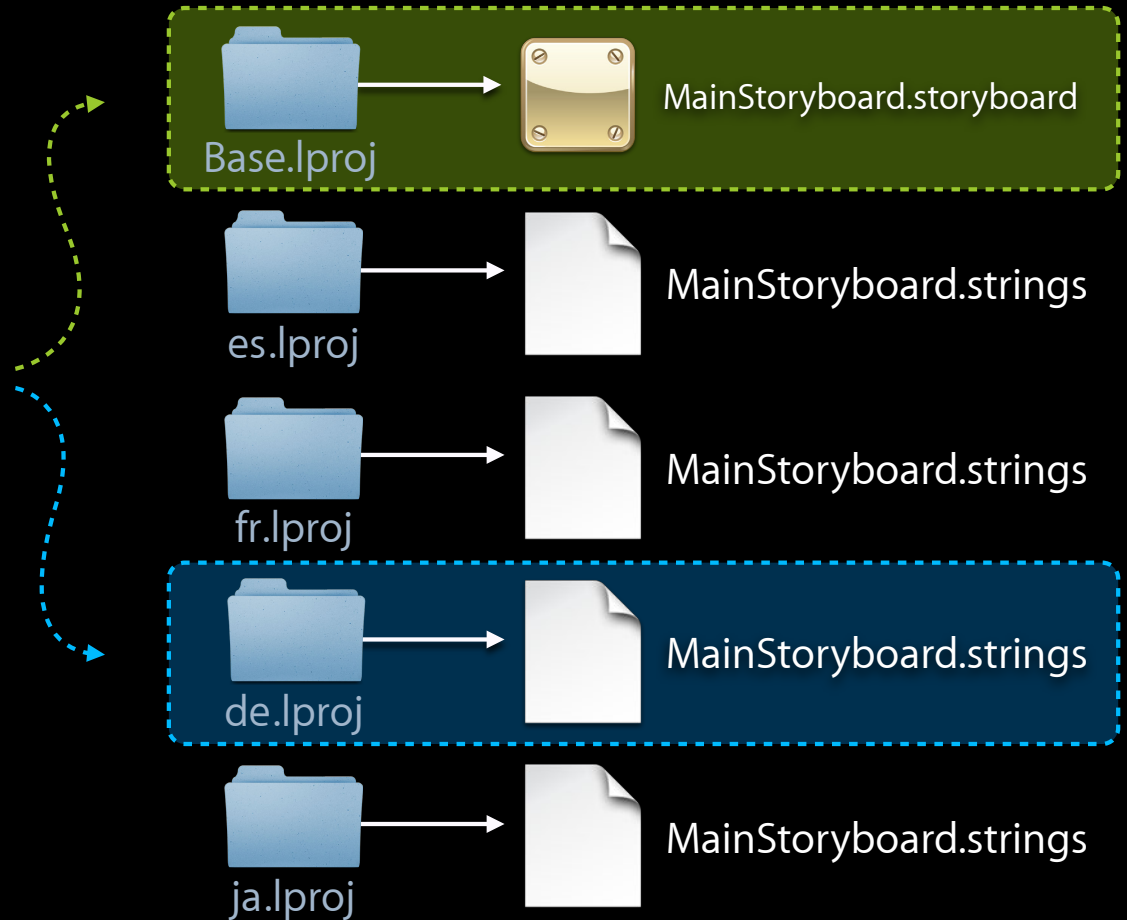 MainStoryboard.storyboard
Base.lproj
MainStoryboard.strings
es.lproj
MainStoryboard.strings
fr.lproj
MainStoryboard.strings
de.lproj
MainStoryboard.strings
ja.lproj